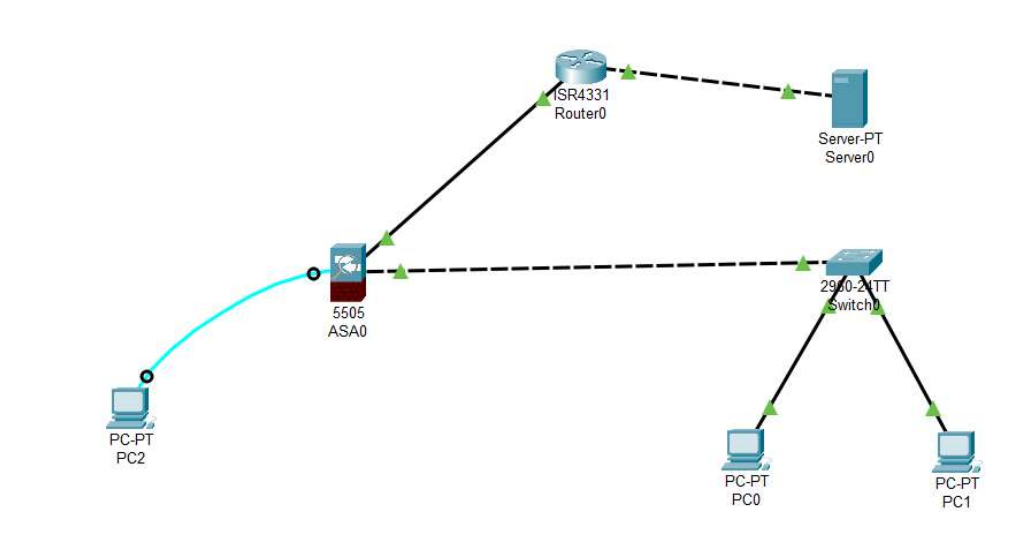 ISR4331
Router0
Server-PT
Server0
5505
ASA0
2960-24TT
Switch0
PC-PT
PC2
PC-PT
PC0
PC-PT
PC1